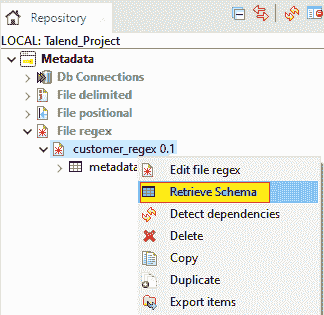 Repository
LOCAL: Talend_Project
Metadata
Db Connections
File delimited
File positional
File regex
customer_regex 0.1
metadata
Edit file regex
Retrieve Schema
Detect dependencies
Delete
Copy
Duplicate
Export items